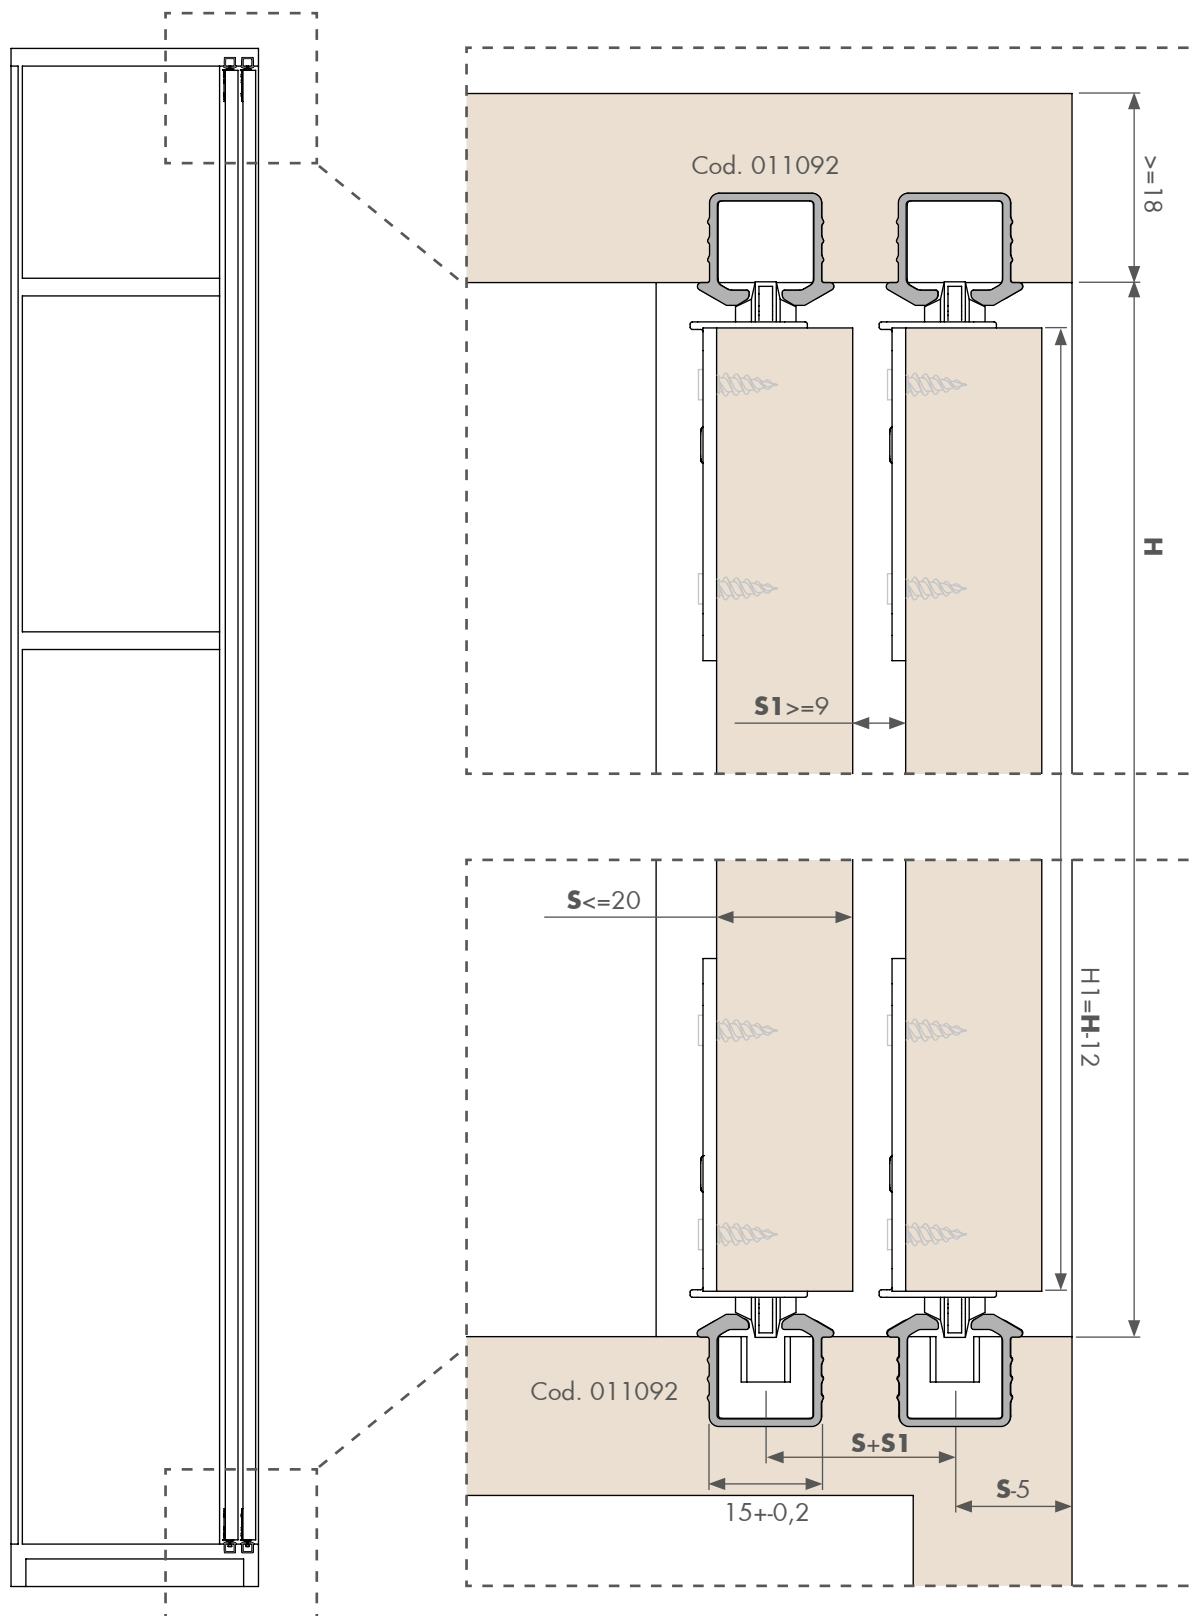 Cod. 011092
>=18
H
S1>=9
S<=20
H1=H-12
Cod. 011092
S+S1
S-5
15+-0,2